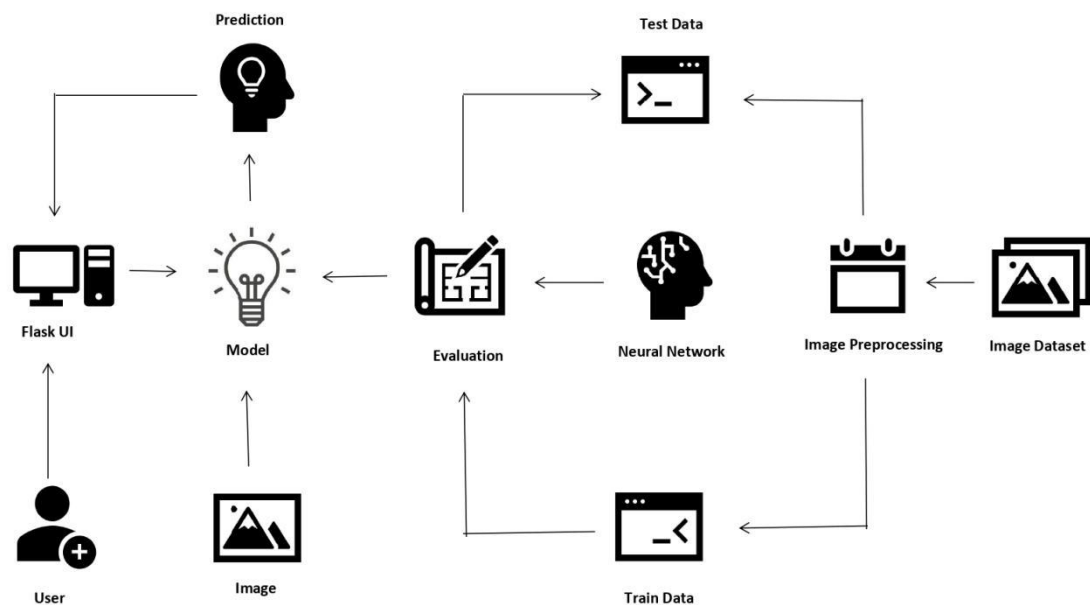 Prediction
Test Data
Flask UI
Model
Evaluation
Neural Network
Image Preprocessing
Image Dataset
User
Image
Train Data